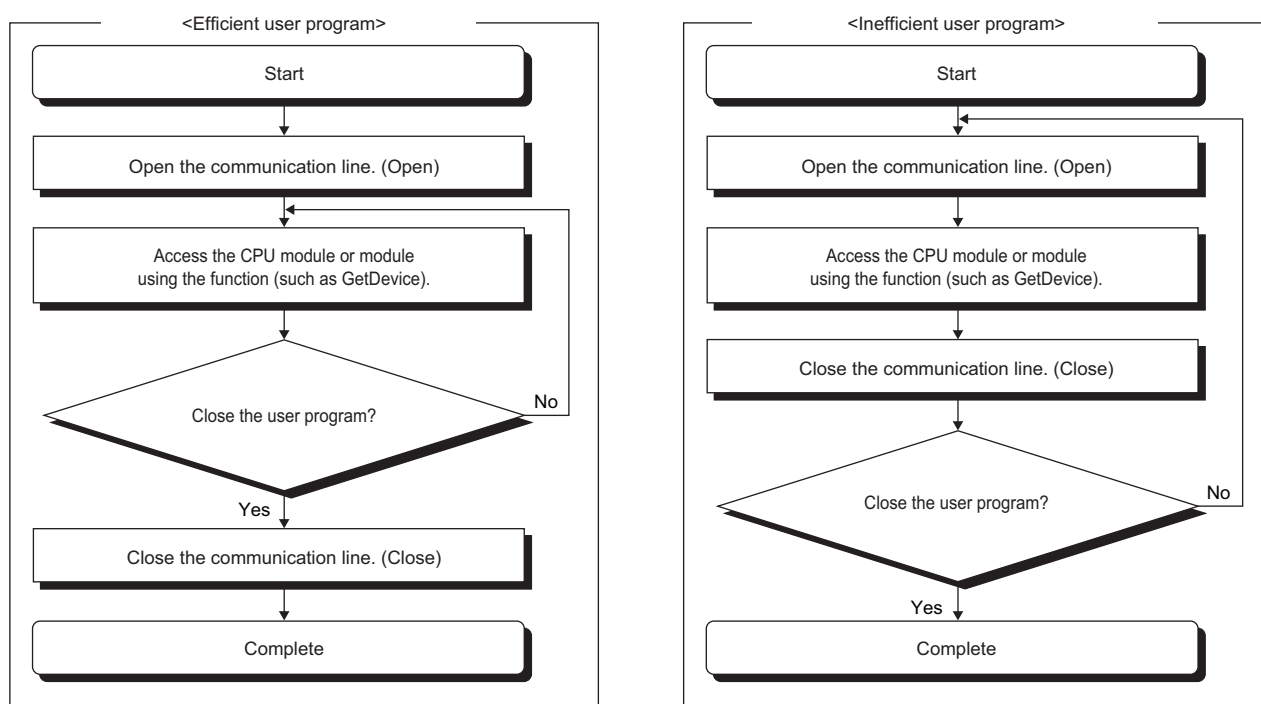 <Efficient user program>
Start
Open the communication line. (Open)
Access the CPU module or module
using the function (such as GetDevice).
Close the user program?
No
Yes
Close the communication line. (Close)
Complete
<Inefficient user program>
Start
Open the communication line. (Open)
Access the CPU module or module
using the function (such as GetDevice).
Close the communication line. (Close)
Close the user program?
No
Yes
Complete